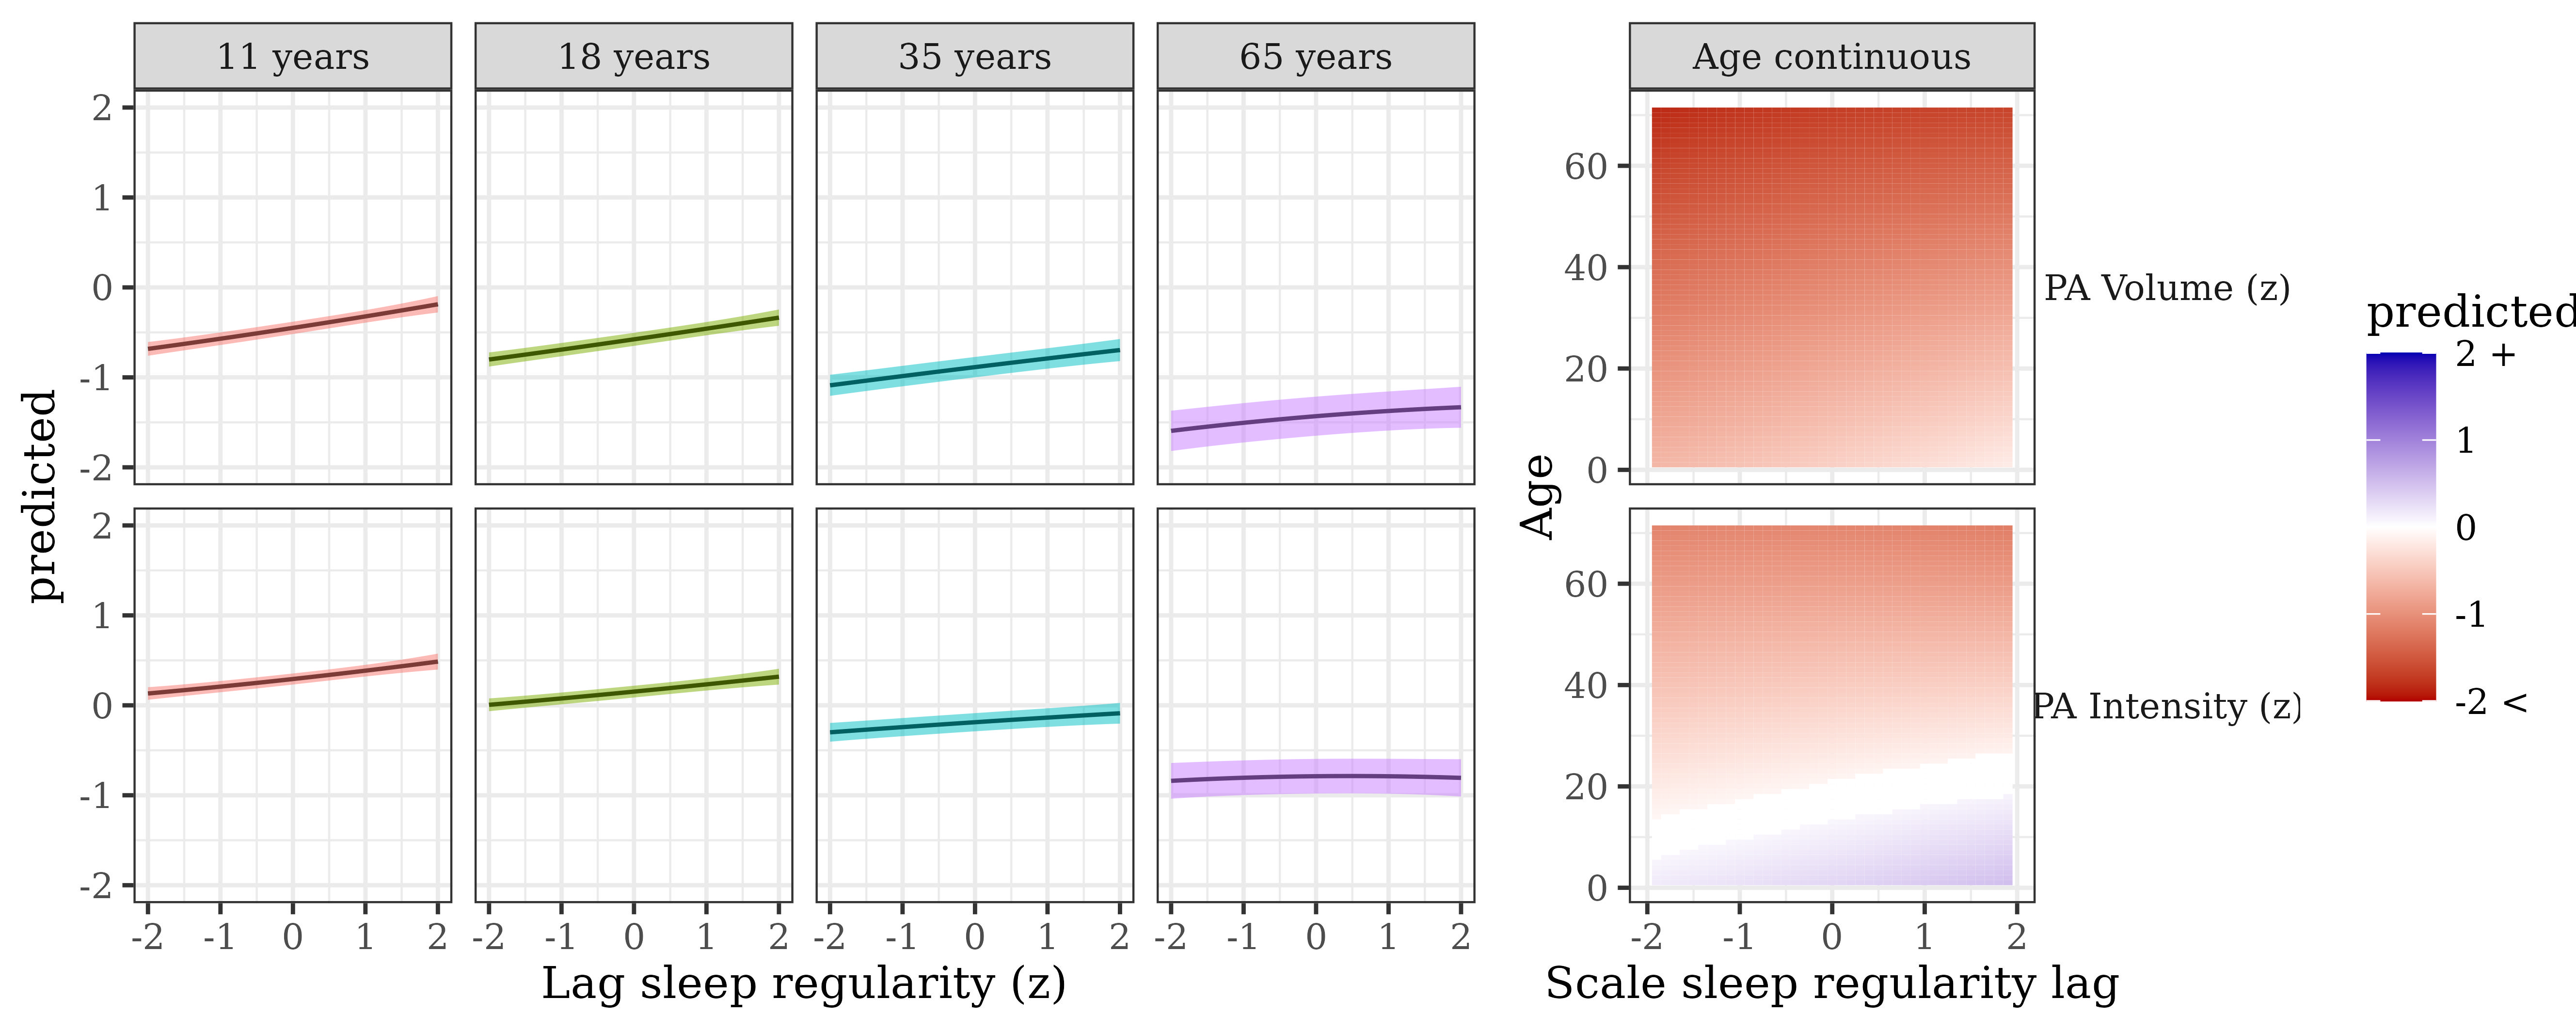 11 years
18 years
35 years
65 years
Age continuous
2
1
0
-1
-2
60
40
20
0
PA Volume (z)
predicted
2 +
1
0
-1
-2 <
predicted
Age
2
1
0
-1
-2
60
40
20
0
PA Intensity (z)
-2 -1 0 1 2
-2 -1 0 1 2
-2 -1 0 1 2
-2 -1 0 1 2
-2 -1 0 1 2
Lag sleep regularity (z)
Scale sleep regularity lag